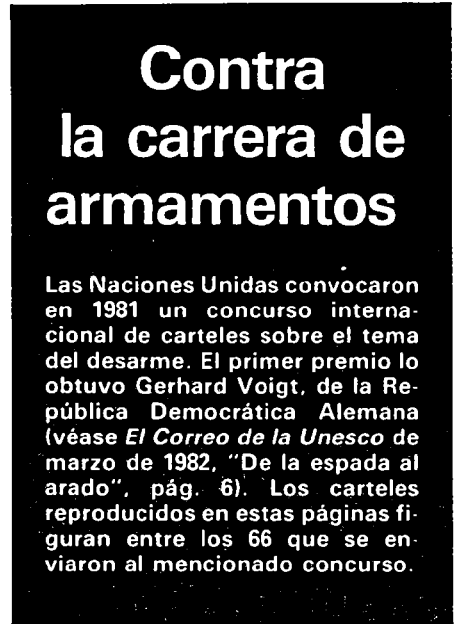 Contra
la carrera de
armamentos
Las Naciones Unidas convocaron
en 1981 un concurso interna-
cional de carteles sobre el tema
del desarme. El primer premio lo
obtuvo Gerhard Voigt, de la Re-
pública Democrática Alemana
(véase El Correo de la Unesco de
marzo de 1982, "De la espada al
arado", pág. 6). Los carteles
reproducidos en estas páginas fi-
guran entre los 66 que se en-
viaron al mencionado concurso.